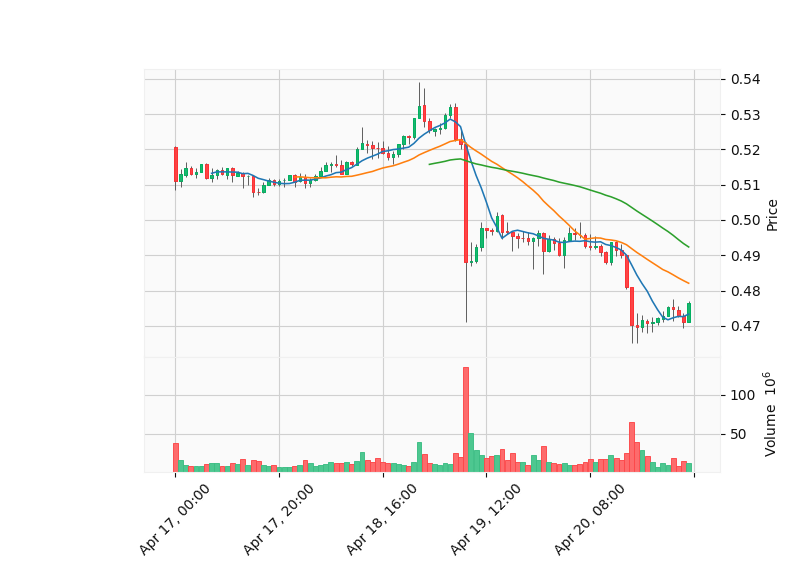 0.54
0.53
0.52
0.51
0.50
0.49
0.48
0.47
Price
100
50
Volume 10⁶
Apr 17, 00:00
Apr 17, 20:00
Apr 18, 16:00
Apr 19, 12:00
Apr 20, 08:00